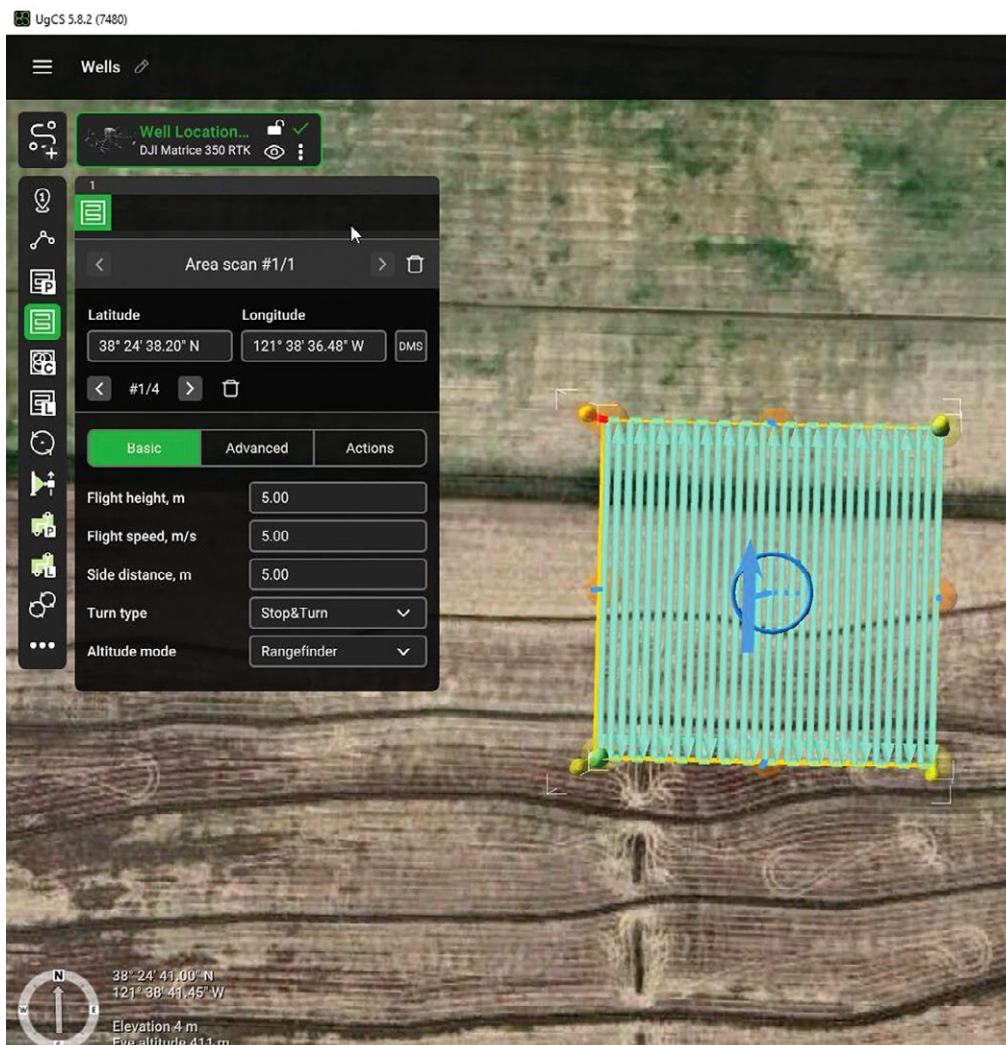 UgCS 5.8.2 (7480)
Wells
Well Location...
DJI Matrice 350 RTK
1
1
Area scan #1/1
Latitude Longitude
38° 24' 38.20" N 121° 38' 36.48" W DMS
#1/4
P
C
L
Basic Advanced Actions
Flight height, m 5.00
Flight speed, m/s 5.00
P
L
Side distance, m 5.00
Turn type Stop&Turn
Altitude mode Rangefinder
N
W E
38° 24' 41.00" N
121° 38' 41.45" W
Elevation 4 m
Eye altitude 411 m